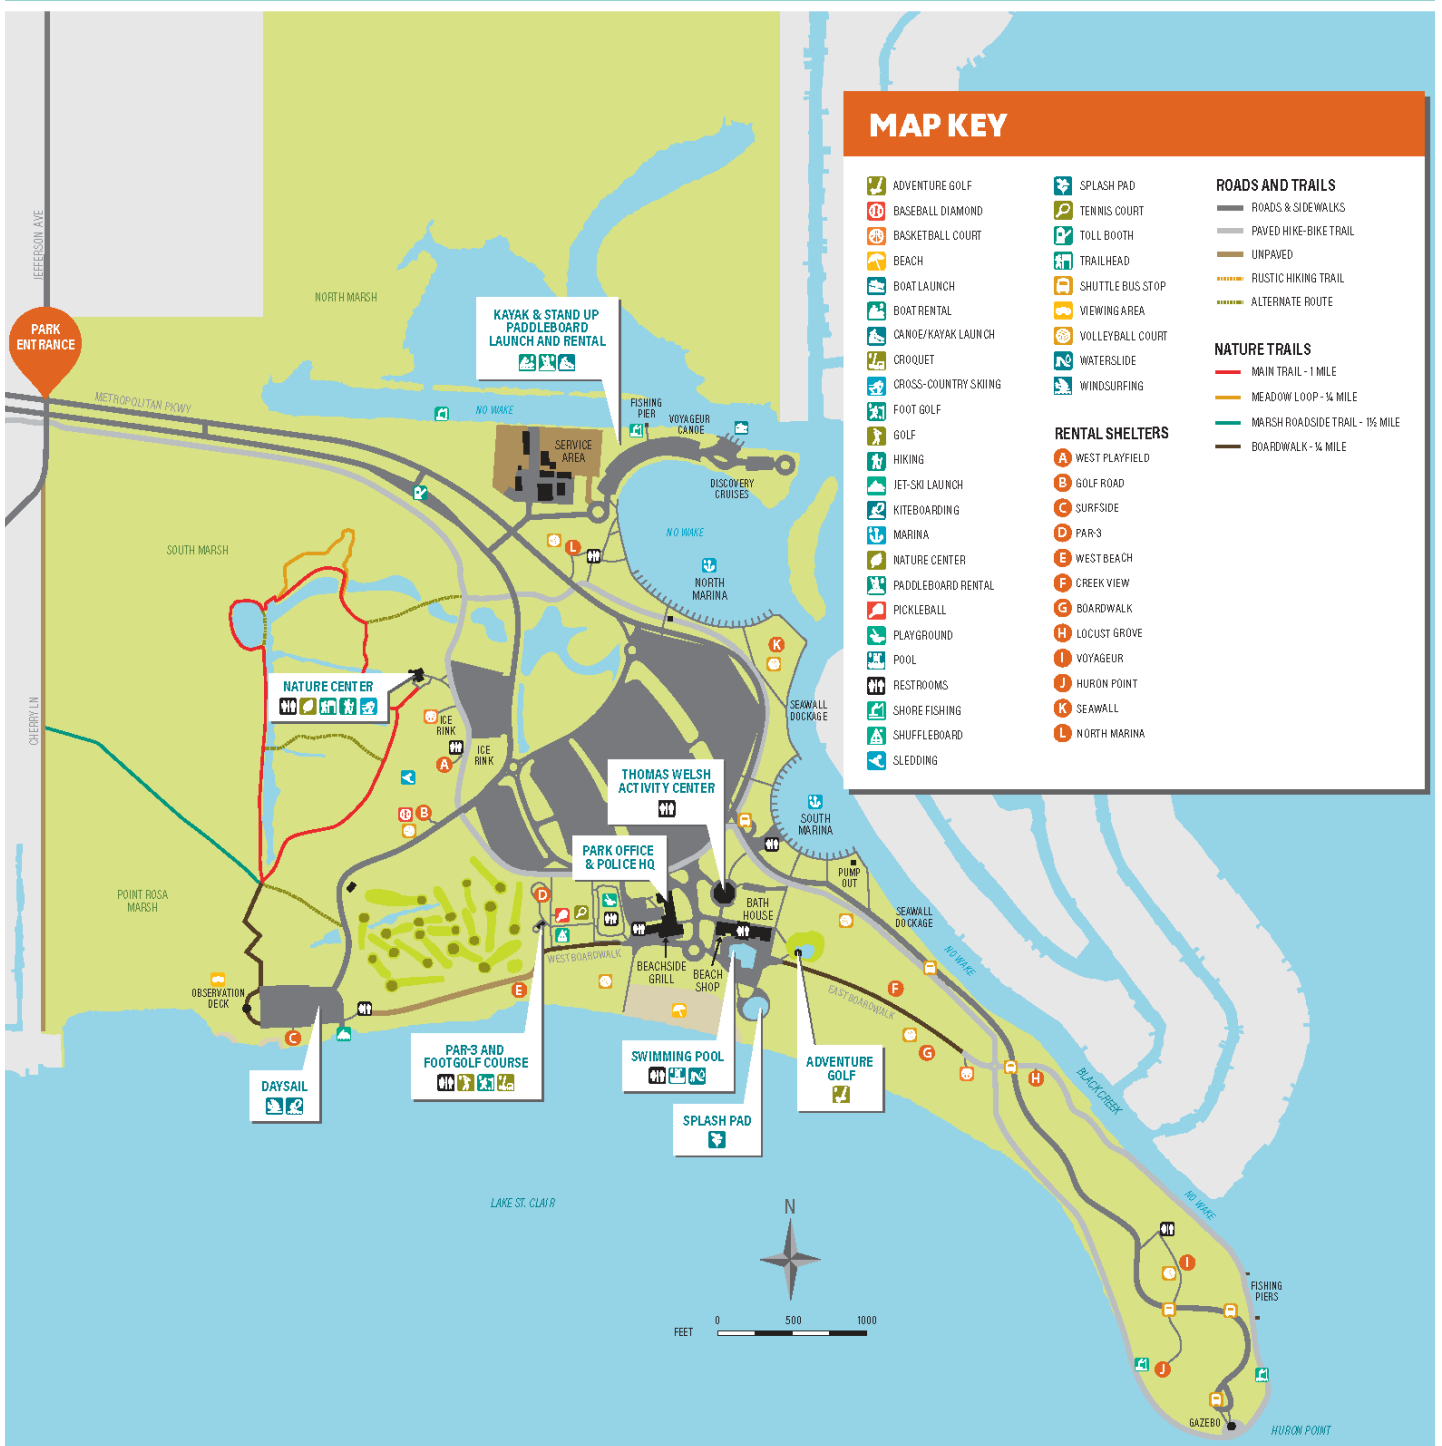 MAP KEY
ADVENTURE GOLF
BASEBALL DIAMOND
BASKETBALL COURT
BEACH
BOAT LAUNCH
BOAT RENTAL
CANOE/KAYAK LAUNCH
CROQUET
CROSS-COUNTRY SKIING
FOOT GOLF
GOLF
HIKING
JET-SKI LAUNCH
KITEBOARDING
MARINA
NATURE CENTER
PADDLEBOARD RENTAL
PICKLEBALL
PLAYGROUND
POOL
RESTROOMS
SHORE FISHING
SHUFFLEBOARD
SLEDDING
SPLASH PAD
TENNIS COURT
TOLL BOOTH
TRAILHEAD
SHUTTLE BUS STOP
VIEWING AREA
VOLLEYBALL COURT
WATERSLIDE
WINDSURFING
RENTAL SHELTERS
A WEST PLAYFIELD
B GOLF ROAD
C SURFSIDE
D PAR-3
E WEST BEACH
F CREEK VIEW
G BOARDWALK
H LOCUST GROVE
I VOYAGEUR
J HURON POINT
K SEAWALL
L NORTH MARINA
ROADS AND TRAILS
ROADS & SIDEWALKS
PAVED HIKE-BIKE TRAIL
UNPAVED
RUSTIC HIKING TRAIL
ALTERNATE ROUTE
NATURE TRAILS
MAIN TRAIL - 1 MILE
MEADOW LOOP - ¼ MILE
MARSH ROADSIDE TRAIL - 1½ MILE
BOARDWALK - ¼ MILE
JEFFERSON AVE
PARK
ENTRANCE
METROPOLITAN PKWY
NORTH MARSH
KAYAK & STAND UP
PADDLEBOARD
LAUNCH AND RENTAL
NO WAKE
FISHING
PIER
VOYAGEUR
CANOE
SERVICE
AREA
DISCOVERY
CRUISES
SOUTH MARSH
L
NO WAKE
NORTH
MARINA
K
CHERRY LN
NATURE CENTER
ICE
RINK
ICE
RINK
A
SEAWALL
DOCKAGE
THOMAS WELSH
ACTIVITY CENTER
B
SOUTH
MARINA
PARK OFFICE
& POLICE HQ
PUMP
OUT
POINT ROSA
MARSH
D
BATH
HOUSE
SEAWALL
DOCKAGE
WEST BOARDWALK
BEACHSIDE
GRILL
BEACH
SHOP
NO WAKE
OBSERVATION
DECK
E
EAST BOARDWALK
F
C
G
H
BLACK CREEK
DAYSAIL
PAR-3 AND
FOOTGOLF COURSE
SWIMMING POOL
ADVENTURE
GOLF
SPLASH PAD
LAKE ST. CLAIR
N
NO WAKE
I
FISHING
PIERS
0 500 1000
FEET
J
GAZEBO
HURON POINT